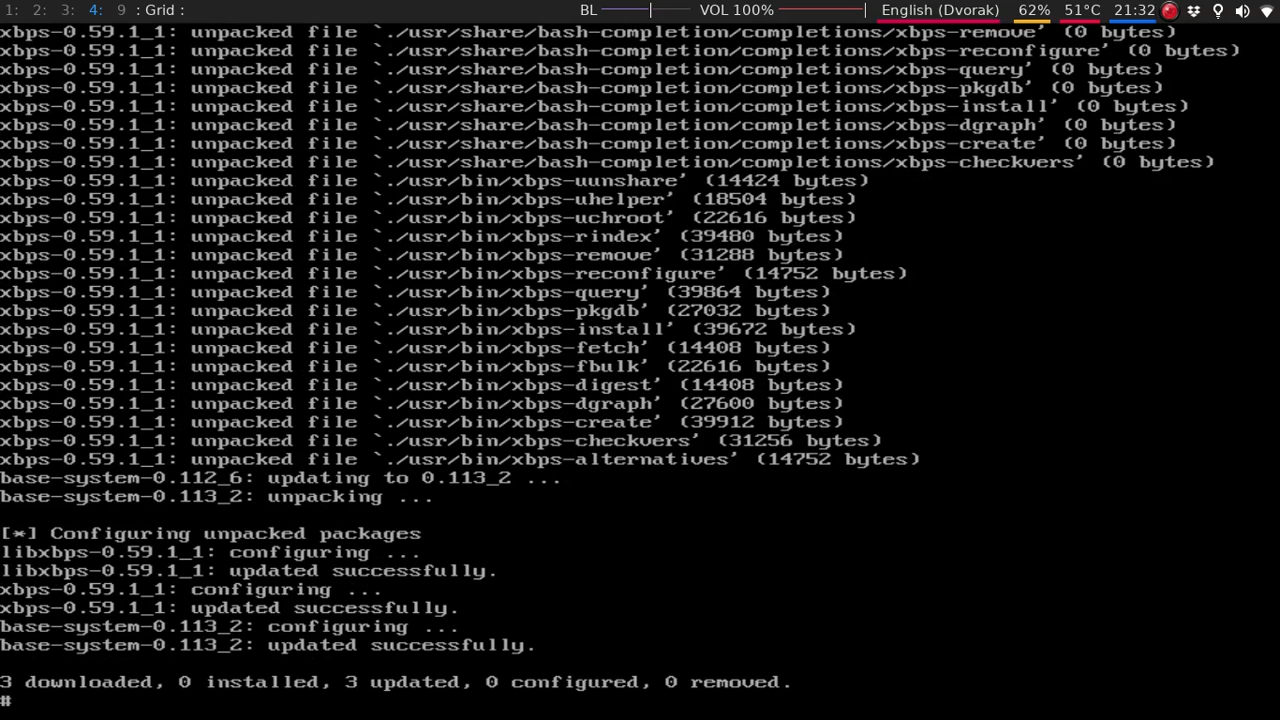 1: 2: 3: 4: 9 : Grid : BL VOL 100% English (Dvorak) 62% 51°C 21:32
xbps-0.59.1_1: unpacked file `./usr/share/bash-completion/completions/xbps-remove' (0 bytes)
xbps-0.59.1_1: unpacked file `./usr/share/bash-completion/completions/xbps-reconfigure' (0 bytes)
xbps-0.59.1_1: unpacked file `./usr/share/bash-completion/completions/xbps-query' (0 bytes)
xbps-0.59.1_1: unpacked file `./usr/share/bash-completion/completions/xbps-pkgdb' (0 bytes)
xbps-0.59.1_1: unpacked file `./usr/share/bash-completion/completions/xbps-install' (0 bytes)
xbps-0.59.1_1: unpacked file `./usr/share/bash-completion/completions/xbps-dgraph' (0 bytes)
xbps-0.59.1_1: unpacked file `./usr/share/bash-completion/completions/xbps-create' (0 bytes)
xbps-0.59.1_1: unpacked file `./usr/share/bash-completion/completions/xbps-checkvers' (0 bytes)
xbps-0.59.1_1: unpacked file `./usr/bin/xbps-uunshare' (14424 bytes)
xbps-0.59.1_1: unpacked file `./usr/bin/xbps-uhelper' (18504 bytes)
xbps-0.59.1_1: unpacked file `./usr/bin/xbps-uchroot' (22616 bytes)
xbps-0.59.1_1: unpacked file `./usr/bin/xbps-rindex' (39480 bytes)
xbps-0.59.1_1: unpacked file `./usr/bin/xbps-remove' (31288 bytes)
xbps-0.59.1_1: unpacked file `./usr/bin/xbps-reconfigure' (14752 bytes)
xbps-0.59.1_1: unpacked file `./usr/bin/xbps-query' (39864 bytes)
xbps-0.59.1_1: unpacked file `./usr/bin/xbps-pkgdb' (27032 bytes)
xbps-0.59.1_1: unpacked file `./usr/bin/xbps-install' (39672 bytes)
xbps-0.59.1_1: unpacked file `./usr/bin/xbps-fetch' (14408 bytes)
xbps-0.59.1_1: unpacked file `./usr/bin/xbps-fbulk' (22616 bytes)
xbps-0.59.1_1: unpacked file `./usr/bin/xbps-digest' (14408 bytes)
xbps-0.59.1_1: unpacked file `./usr/bin/xbps-dgraph' (27600 bytes)
xbps-0.59.1_1: unpacked file `./usr/bin/xbps-create' (39912 bytes)
xbps-0.59.1_1: unpacked file `./usr/bin/xbps-checkvers' (31256 bytes)
xbps-0.59.1_1: unpacked file `./usr/bin/xbps-alternatives' (14752 bytes)
base-system-0.112_6: updating to 0.113_2 ...
base-system-0.113_2: unpacking ...
[*] Configuring unpacked packages
libxbps-0.59.1_1: configuring ...
libxbps-0.59.1_1: updated successfully.
xbps-0.59.1_1: configuring ...
xbps-0.59.1_1: updated successfully.
base-system-0.113_2: configuring ...
base-system-0.113_2: updated successfully.
3 downloaded, 0 installed, 3 updated, 0 configured, 0 removed.
#